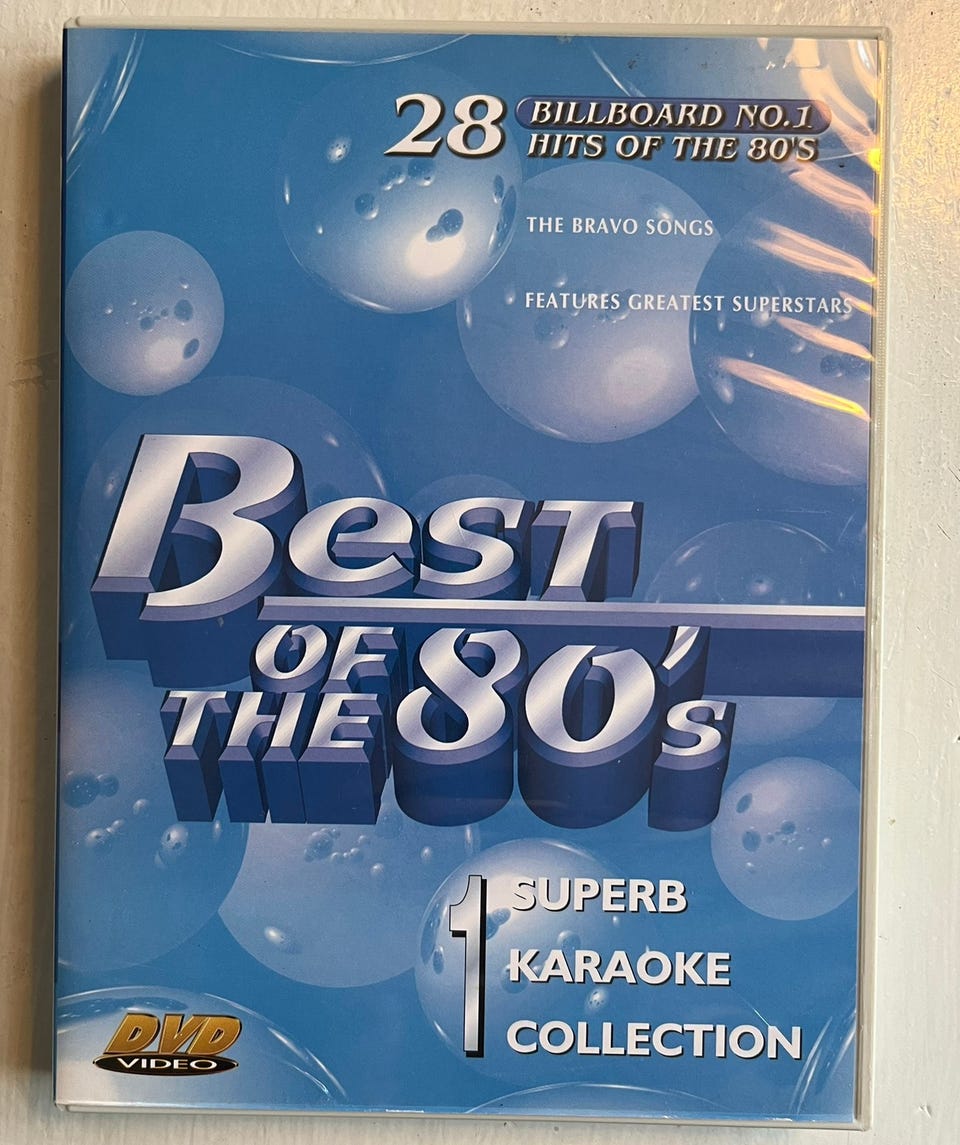 28 BILLBOARD NO.1
HITS OF THE 80'S
THE BRAVO SONGS
FEATURES GREATEST SUPERSTARS
BEST
OF
THE 80's
1 SUPERB
KARAOKE
COLLECTION
DVD
VIDEO